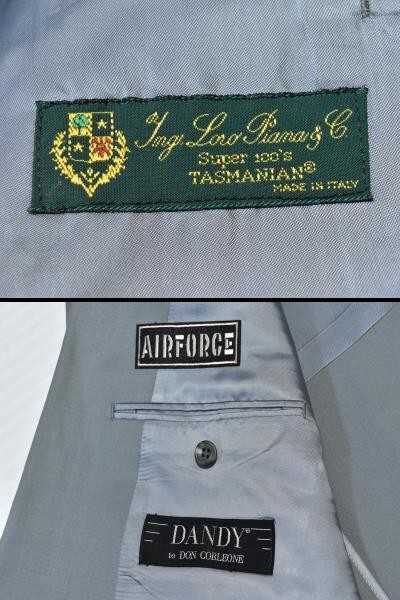 Ing Loro Piana & C
Super 100's
TASMANIAN®
MADE IN ITALY
AIRFORCE
DANDY®
to DON CORLEONE